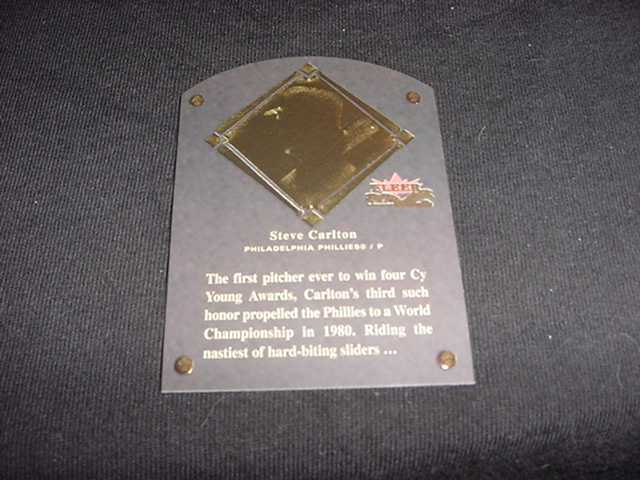 FLEER
Steve Carlton
PHILADELPHIA PHILLIES® / P
The first pitcher ever to win four Cy
Young Awards, Carlton's third such
honor propelled the Phillies to a World
Championship in 1980. Riding the
nastiest of hard-biting sliders ...